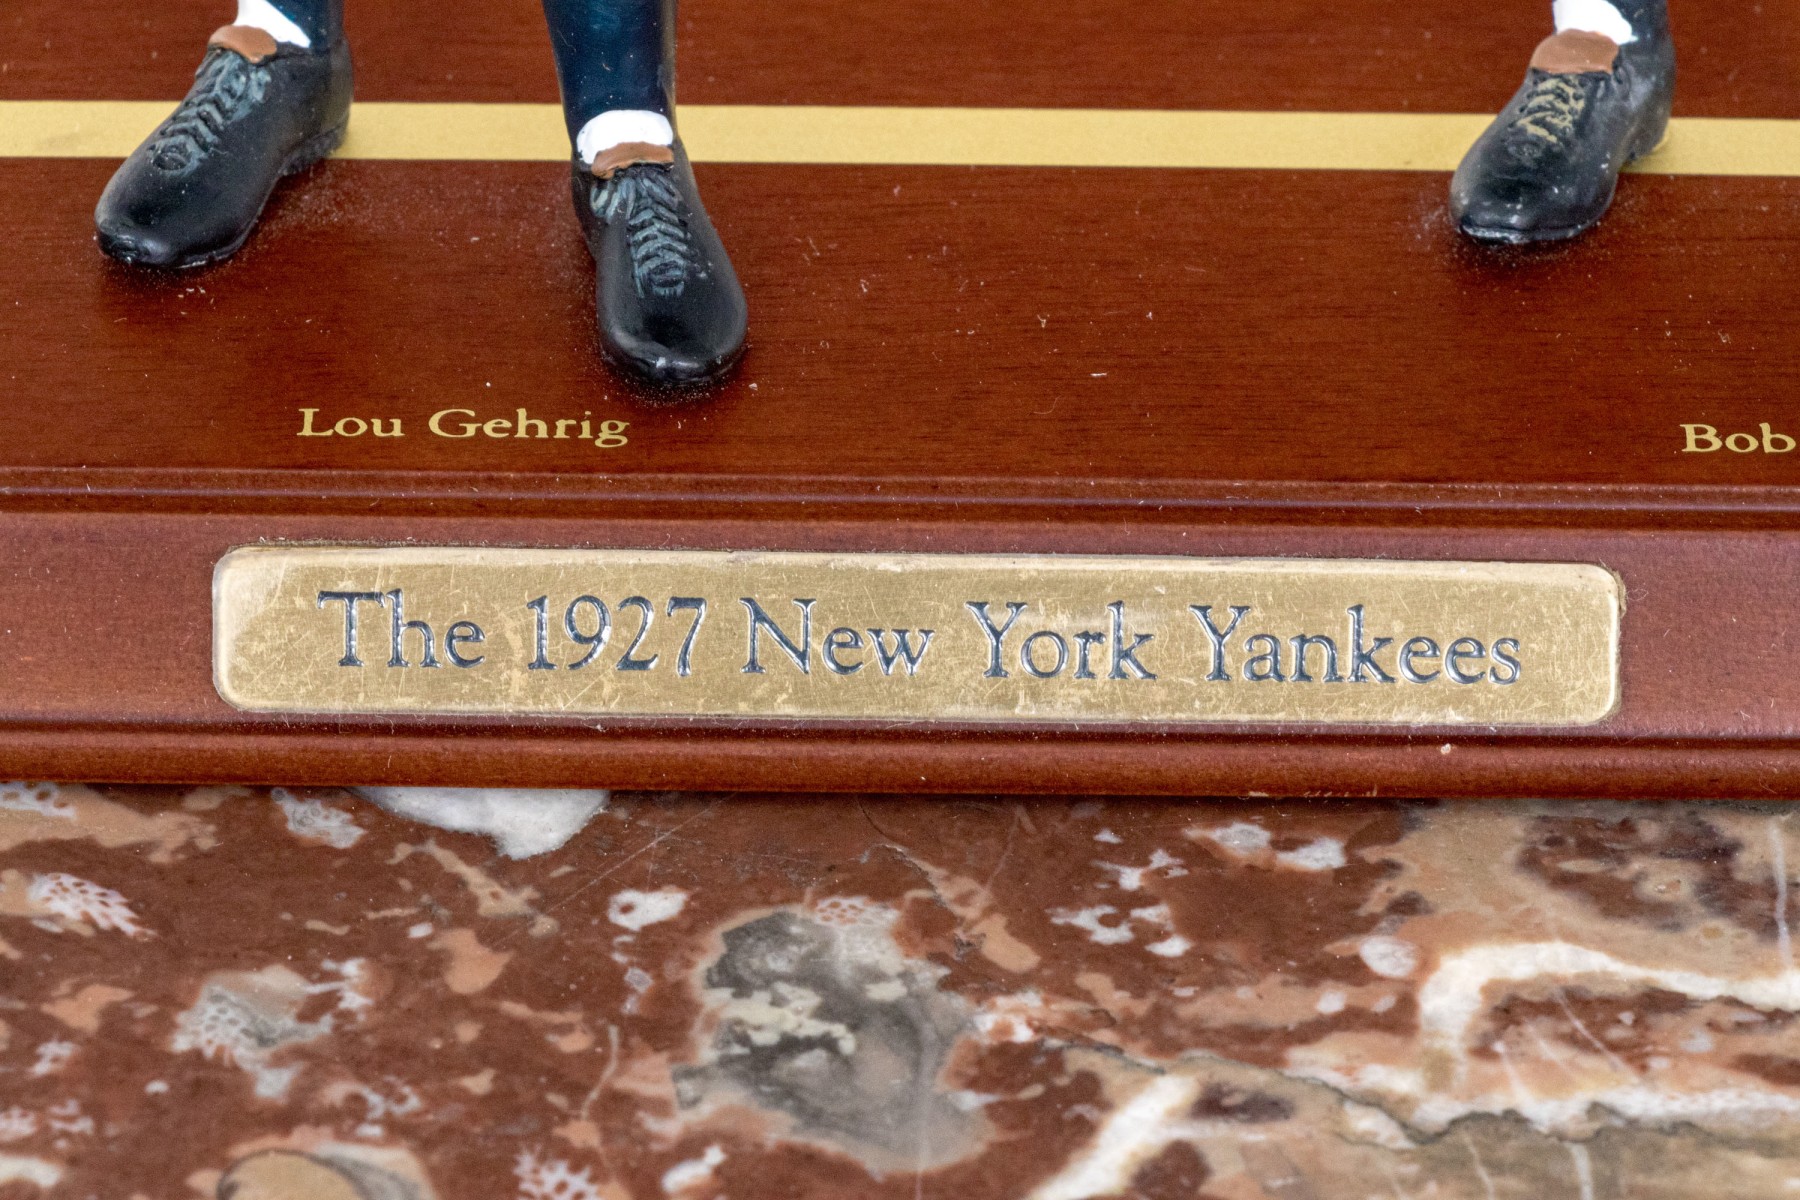 Lou Gehrig
Bob
The 1927 New York Yankees